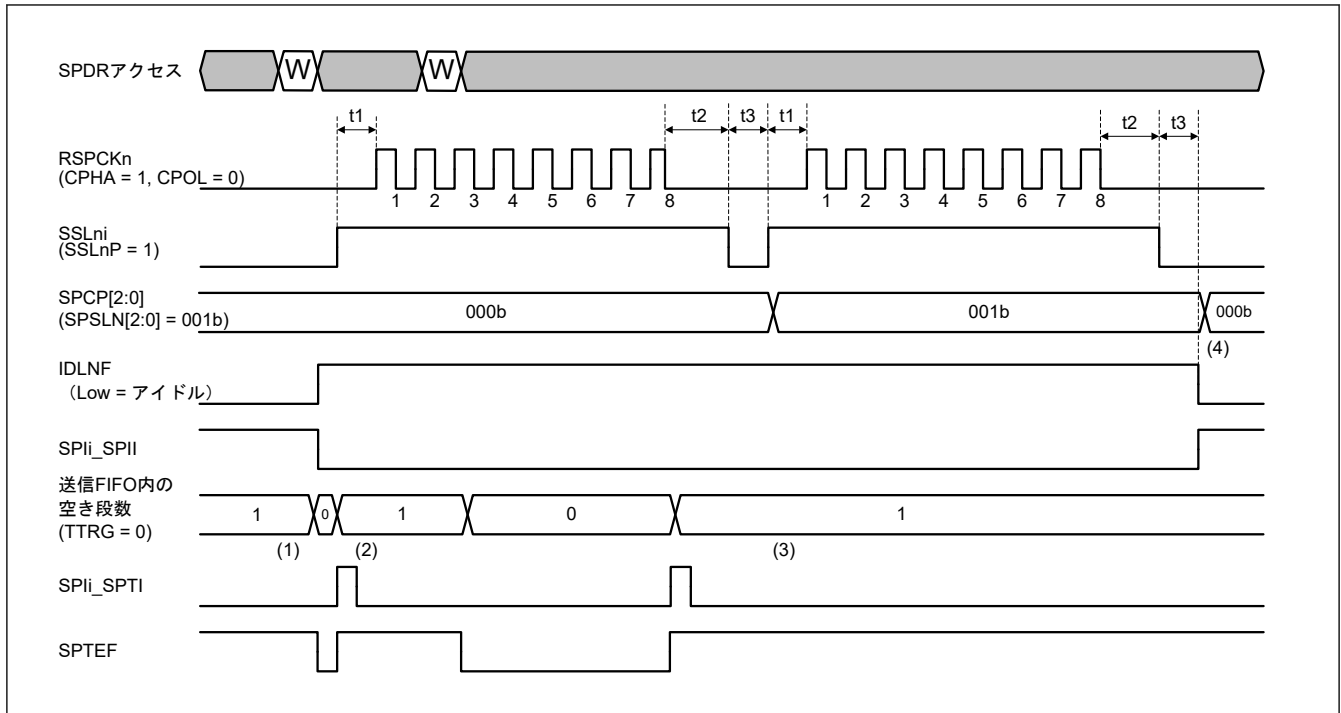 SPDRアクセス
W W
t1 t2 t3 t1 t2 t3
RSPCKn
(CPHA = 1, CPOL = 0)
1 2 3 4 5 6 7 8 1 2 3 4 5 6 7 8
SSLni
(SSLnP = 1)
SPCP[2:0]
(SPSLN[2:0] = 001b)
000b 001b 000b
(4)
IDLNF
（Low = アイドル）
SPIi_SPII
送信FIFO内の
空き段数
(TTRG = 0)
1 0 1 0 1
(1) (2) (3)
SPIi_SPTI
SPTEF